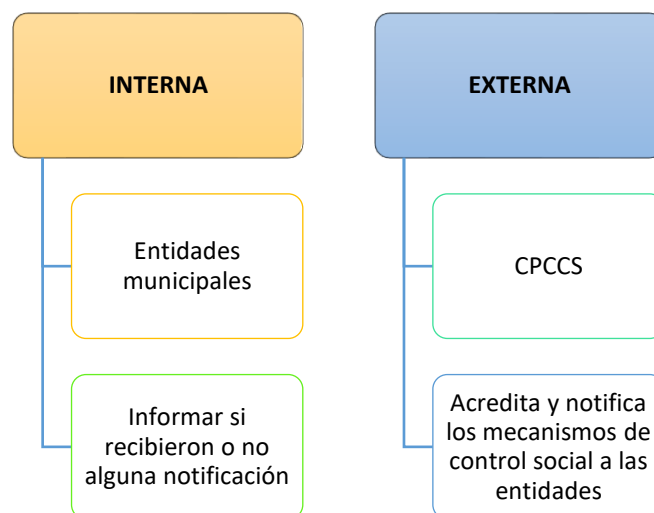 INTERNA
Entidades
municipales
Informar si
recibieron o no
alguna notificación
EXTERNA
CPCCS
Acredita y notifica
los mecanismos de
control social a las
entidades